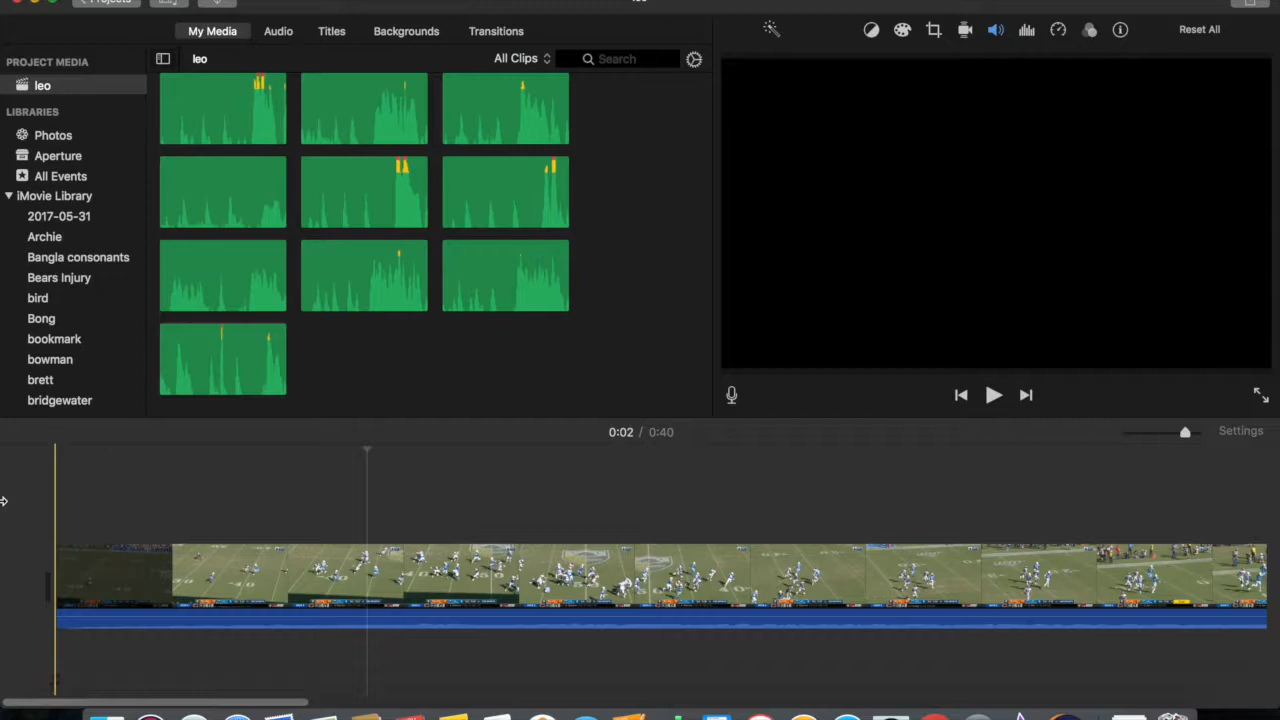 Projects
leo
My Media Audio Titles Backgrounds Transitions
Reset All
PROJECT MEDIA
leo
All Clips
Search
leo
LIBRARIES
Photos
Aperture
All Events
iMovie Library
2017-05-31
Archie
Bangla consonants
Bears Injury
bird
Bong
bookmark
bowman
brett
bridgewater
0:02 / 0:40
Settings